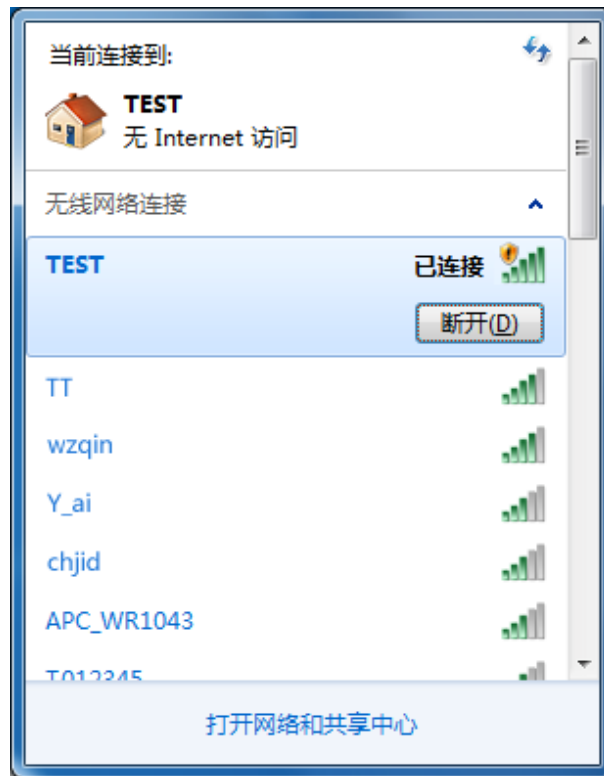 当前连接到:
TEST
无 Internet 访问
无线网络连接
TEST 已连接
断开(D)
TT
wzqin
Y_ai
chjid
APC_WR1043
T012345
打开网络和共享中心